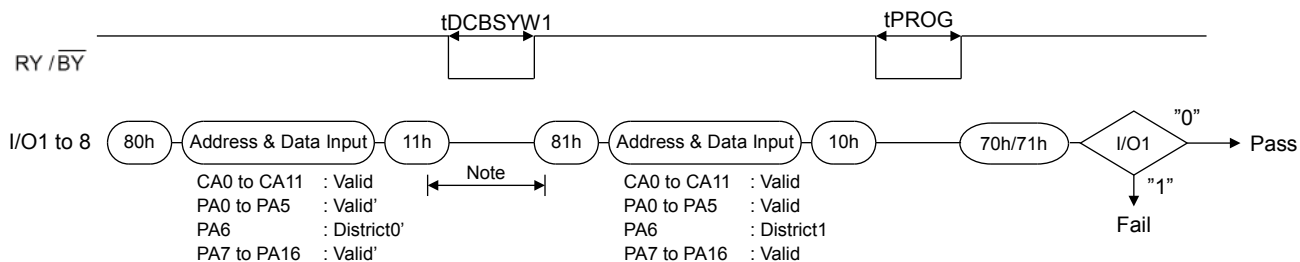 tDCBSYW1
tPROG
RY / BY
I/O1 to 8
80h
Address & Data Input
11h
81h
Address & Data Input
10h
70h/71h
I/O1
"0"
Pass
"1"
Fail
Note
CA0 to CA11 : Valid
PA0 to PA5 : Valid'
PA6 : District0'
PA7 to PA16 : Valid'
CA0 to CA11 : Valid
PA0 to PA5 : Valid
PA6 : District1
PA7 to PA16 : Valid